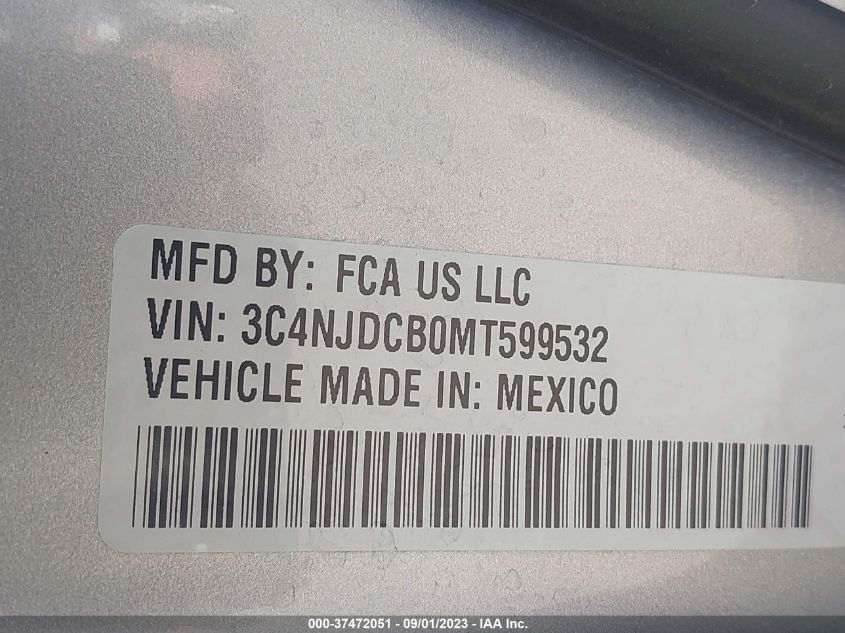 MFD BY: FCA US LLC
VIN: 3C4NJDCB0MT599532
VEHICLE MADE IN: MEXICO
000-37472051 - 09/01/2023 - IAA Inc.